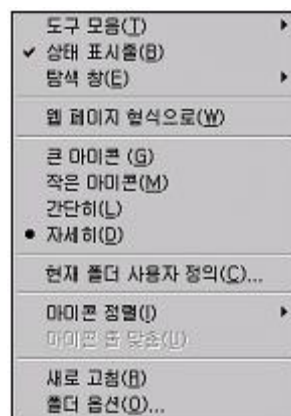 도구 모음(T)
상태 표시줄(B)
탐색 창(E)
웹 페이지 형식으로(W)
큰 아이콘 (G)
작은 아이콘(M)
간단히(L)
자세히(D)
현재 폴더 사용자 정의(C)...
아이콘 정렬(I)
아이콘 줄 맞춤(U)
새로 고침(R)
폴더 옵션(O)...